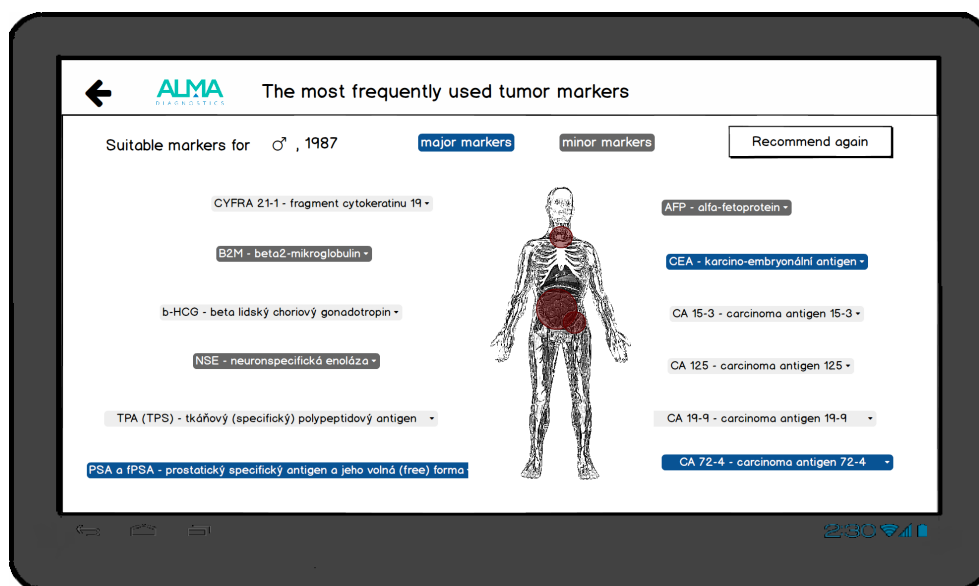 ALMA
DIAGNOSTICS
The most frequently used tumor markers
Suitable markers for ♂ , 1987
major markers
minor markers
Recommend again
CYFRA 21-1 - fragment cytokeratinu 19
B2M - beta2-mikroglobulin
b-HCG - beta lidský choriový gonadotropin
NSE - neuronspecifická enoláza
TPA (TPS) - tkáňový (specifický) polypeptidový antigen
PSA a fPSA - prostatický specifický antigen a jeho volná (free) forma
AFP - alfa-fetoprotein
CEA - karcino-embryonální antigen
CA 15-3 - carcinoma antigen 15-3
CA 125 - carcinoma antigen 125
CA 19-9 - carcinoma antigen 19-9
CA 72-4 - carcinoma antigen 72-4